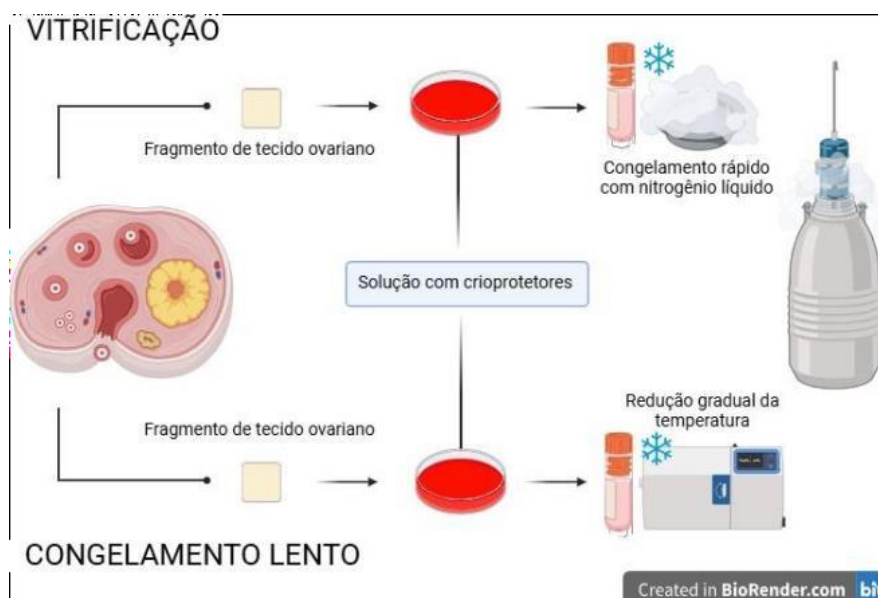 VITRIFICAÇÃO
Fragmento de tecido ovariano
Congelamento rápido
com nitrogênio líquido
Solução com crioprotetores
Redução gradual da
temperatura
Fragmento de tecido ovariano
CONGELAMENTO LENTO
Created in BioRender.com